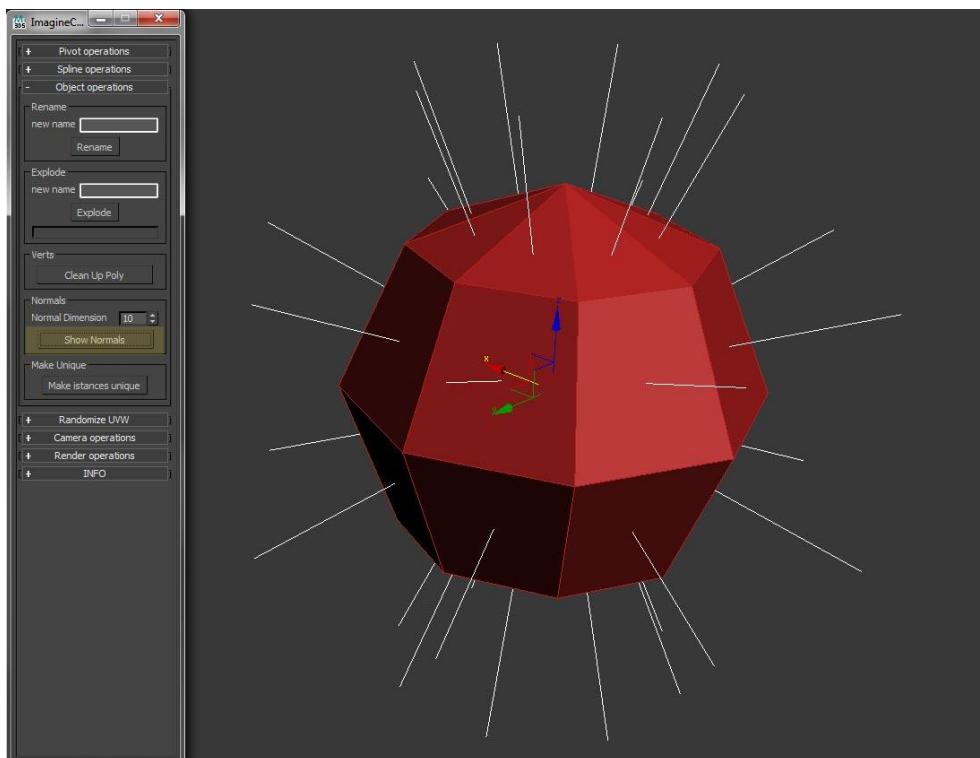 ImagineC...
+ Pivot operations
+ Spline operations
- Object operations
Rename
new name
Rename
Explode
new name
Explode
Verts
Clean Up Poly
Normals
Normal Dimension 10
Show Normals
Make Unique
Make istances unique
+ Randomize UVW
+ Camera operations
+ Render operations
+ INFO
x